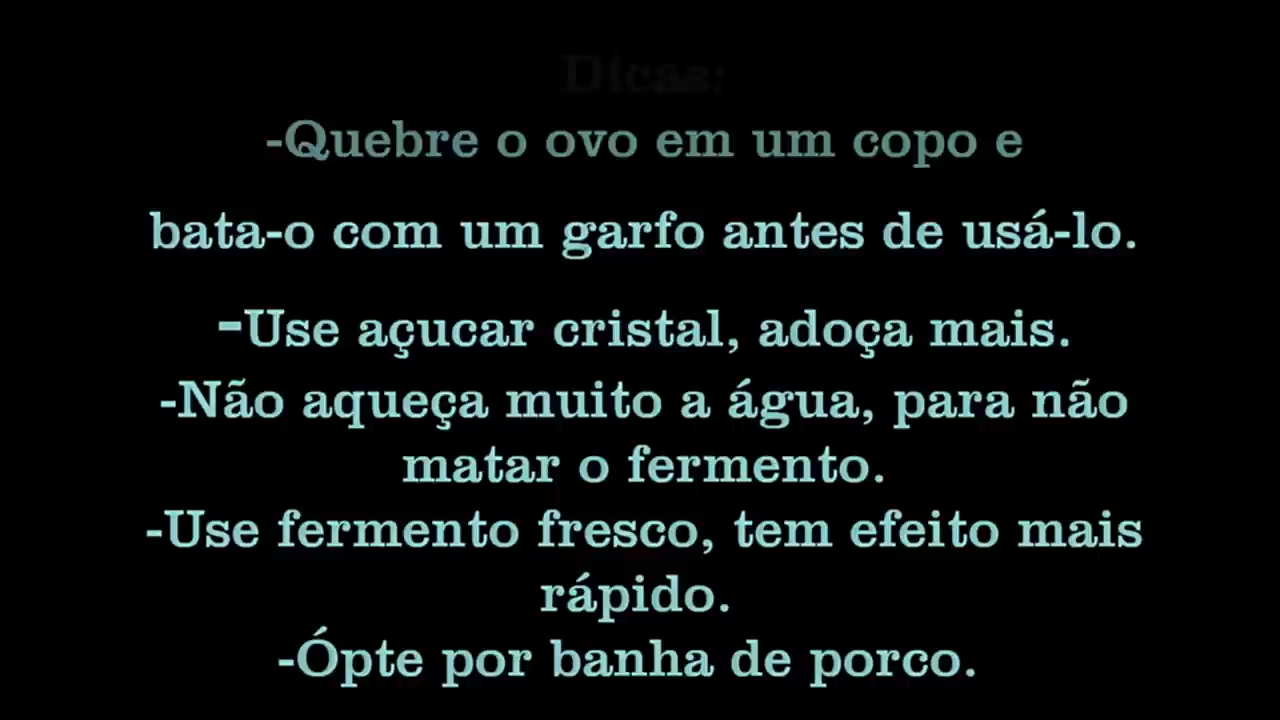 Dicas:
-Quebre o ovo em um copo e
bata-o com um garfo antes de usá-lo.
-Use açucar cristal, adoça mais.
-Não aqueça muito a água, para não
matar o fermento.
-Use fermento fresco, tem efeito mais
rápido.
-Ópte por banha de porco.